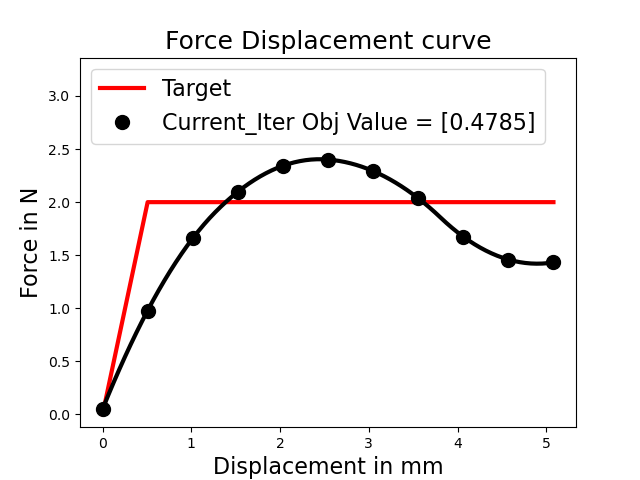 Force Displacement curve
Target
Current_Iter Obj Value = [0.4785]
3.0
2.5
2.0
1.5
1.0
0.5
0.0
Force in N
0 1 2 3 4 5
Displacement in mm